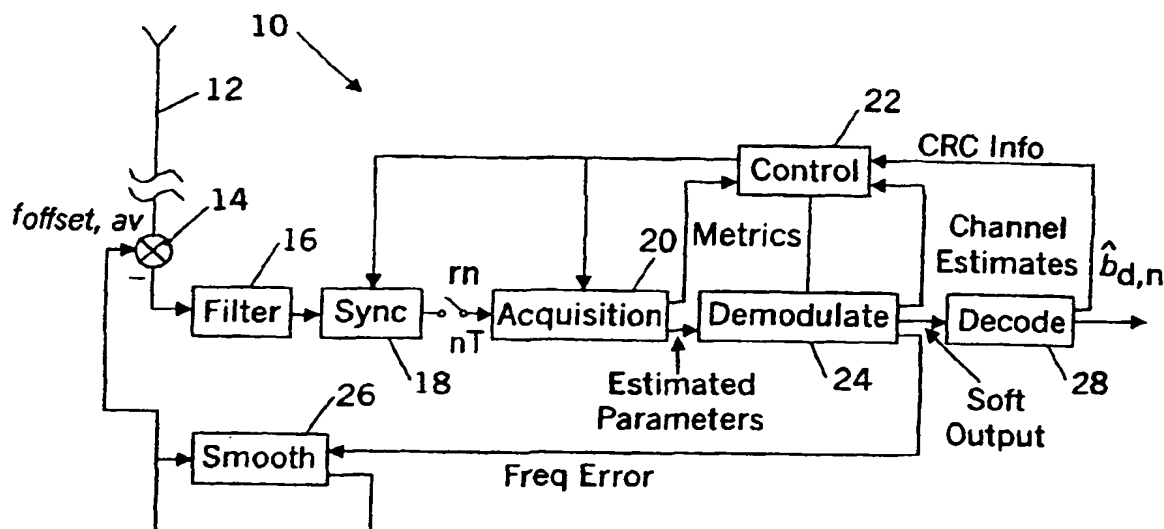 10
12
22
CRC Info
Control
foffset, av
14
16
20
Metrics
Channel
Estimates
b̂d,n
rn
Filter
Sync
nT
Acquisition
Demodulate
Decode
18
24
28
Estimated
Parameters
Soft
Output
26
Smooth
Freq Error